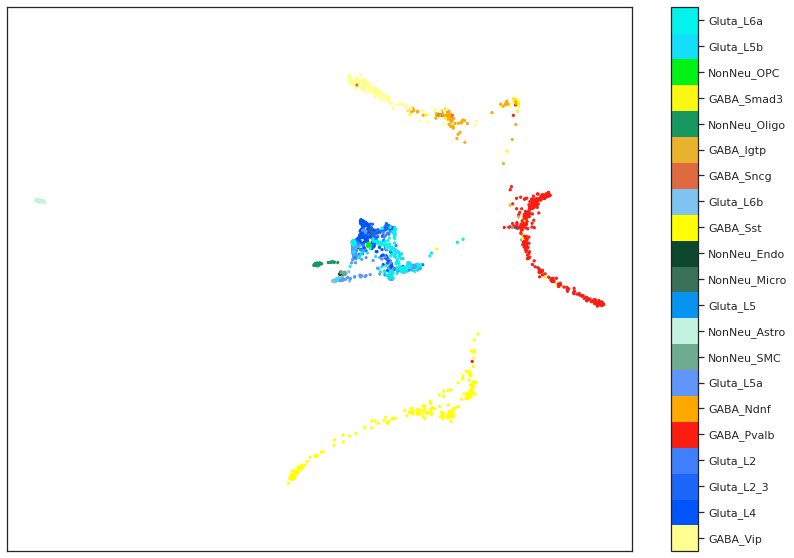 Gluta_L6a
Gluta_L5b
NonNeu_OPC
GABA_Smad3
NonNeu_Oligo
GABA_Igtp
GABA_Sncg
Gluta_L6b
GABA_Sst
NonNeu_Endo
NonNeu_Micro
Gluta_L5
NonNeu_Astro
NonNeu_SMC
Gluta_L5a
GABA_Ndnf
GABA_Pvalb
Gluta_L2
Gluta_L2_3
Gluta_L4
GABA_Vip